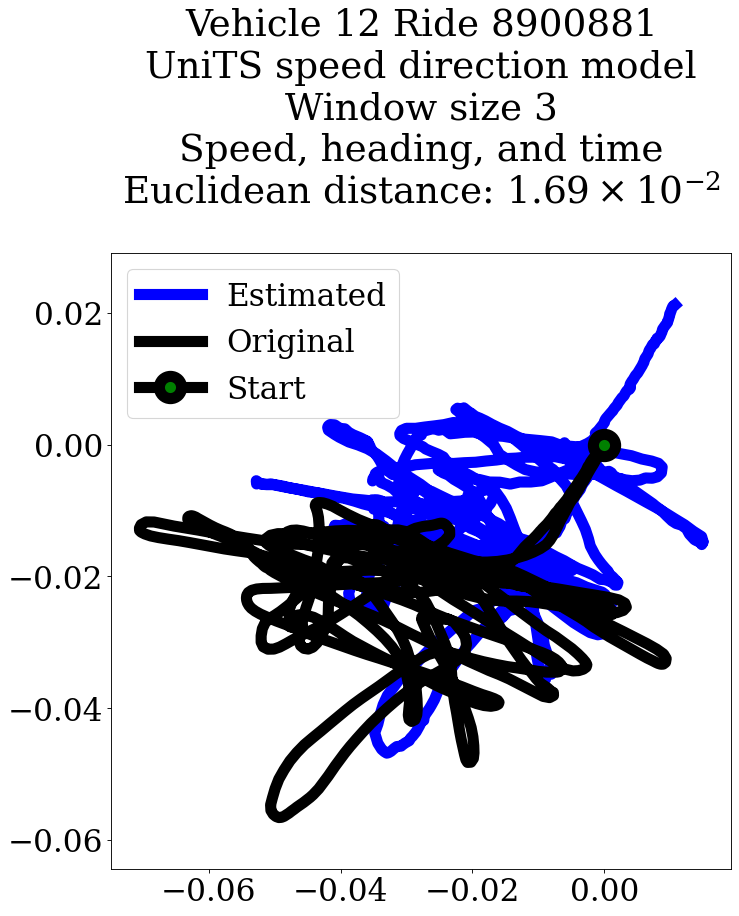 Vehicle 12 Ride 8900881
UniTS speed direction model
Window size 3
Speed, heading, and time
Euclidean distance: 1.69 × 10⁻²
Estimated
Original
Start
0.02
0.00
−0.02
−0.04
−0.06
−0.06 −0.04 −0.02 0.00